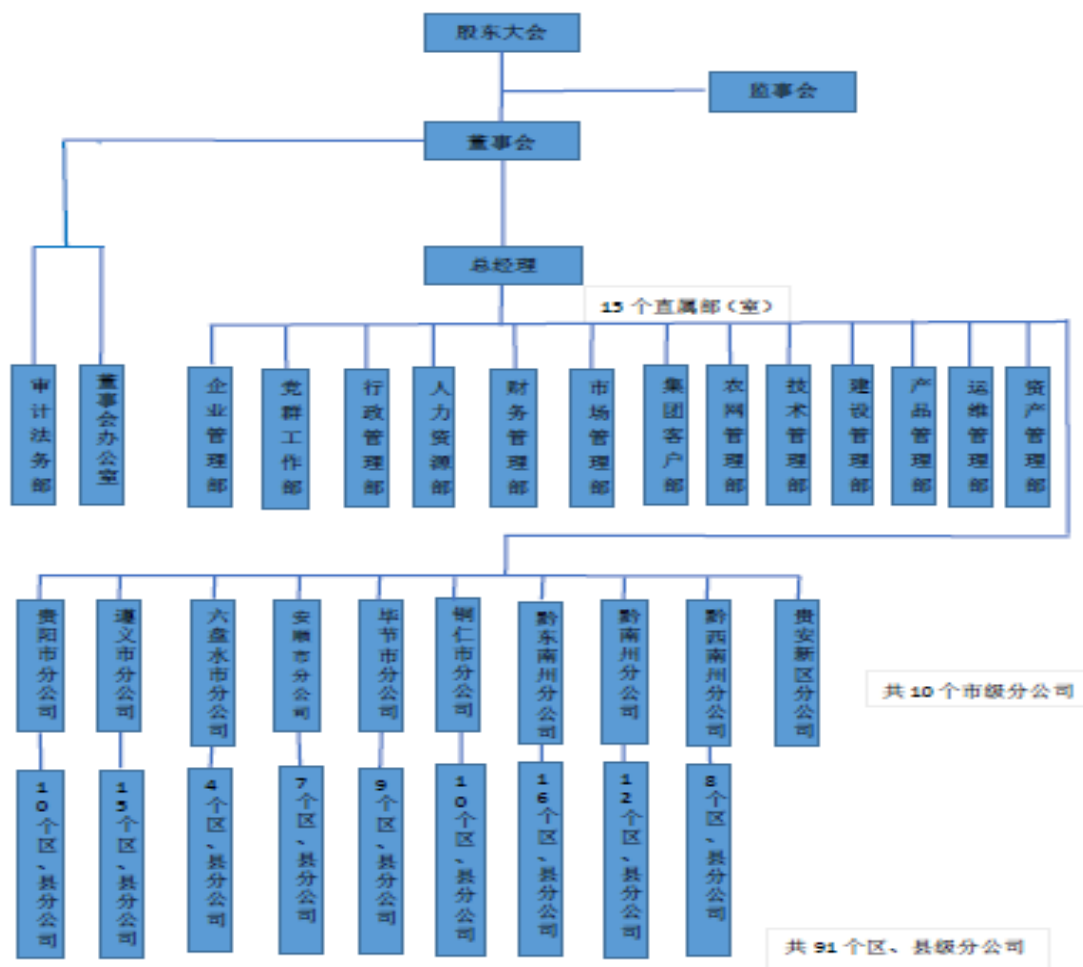 股东大会
监事会
董事会
总经理
15 个直属部（室）
审计法务部
董事会办公室
企业管理部
党群工作部
行政管理部
人力资源部
财务管理部
市场管理部
集团客户部
农网管理部
技术管理部
建设管理部
产品管理部
运维管理部
资产管理部
贵阳市分公司
遵义市分公司
六盘水市分公司
安顺市分公司
毕节市分公司
铜仁市分公司
黔东南州分公司
黔南州分公司
黔西南州分公司
贵安新区分公司
共 10 个市级分公司
10个区、县分公司
15个区、县分公司
4个区、县分公司
7个区、县分公司
9个区、县分公司
10个区、县分公司
16个区、县分公司
12个区、县分公司
8个区、县分公司
共 91 个区、县级分公司